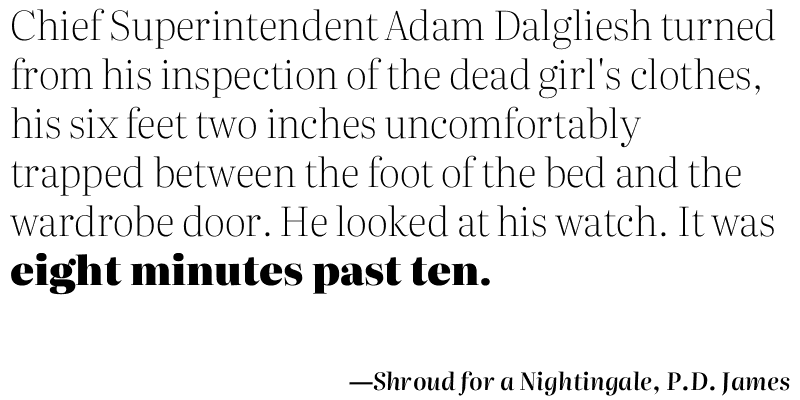 Chief Superintendent Adam Dalgliesh turned
from his inspection of the dead girl's clothes,
his six feet two inches uncomfortably
trapped between the foot of the bed and the
wardrobe door. He looked at his watch. It was
eight minutes past ten.
—Shroud for a Nightingale, P.D. James